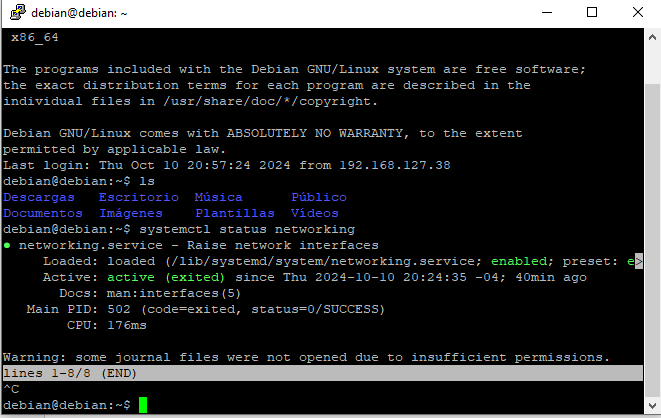 debian@debian: ~
x86_64
The programs included with the Debian GNU/Linux system are free software;
the exact distribution terms for each program are described in the
individual files in /usr/share/doc/*/copyright.
Debian GNU/Linux comes with ABSOLUTELY NO WARRANTY, to the extent
permitted by applicable law.
Last login: Thu Oct 10 20:57:24 2024 from 192.168.127.38
debian@debian:~$ ls
Descargas   Escritorio  Música      Público
Documentos  Imágenes    Plantillas  Vídeos
debian@debian:~$ systemctl status networking
● networking.service - Raise network interfaces
     Loaded: loaded (/lib/systemd/system/networking.service; enabled; preset: e>
     Active: active (exited) since Thu 2024-10-10 20:24:35 -04; 40min ago
       Docs: man:interfaces(5)
   Main PID: 502 (code=exited, status=0/SUCCESS)
        CPU: 176ms
Warning: some journal files were not opened due to insufficient permissions.
lines 1-8/8 (END)
^C
debian@debian:~$